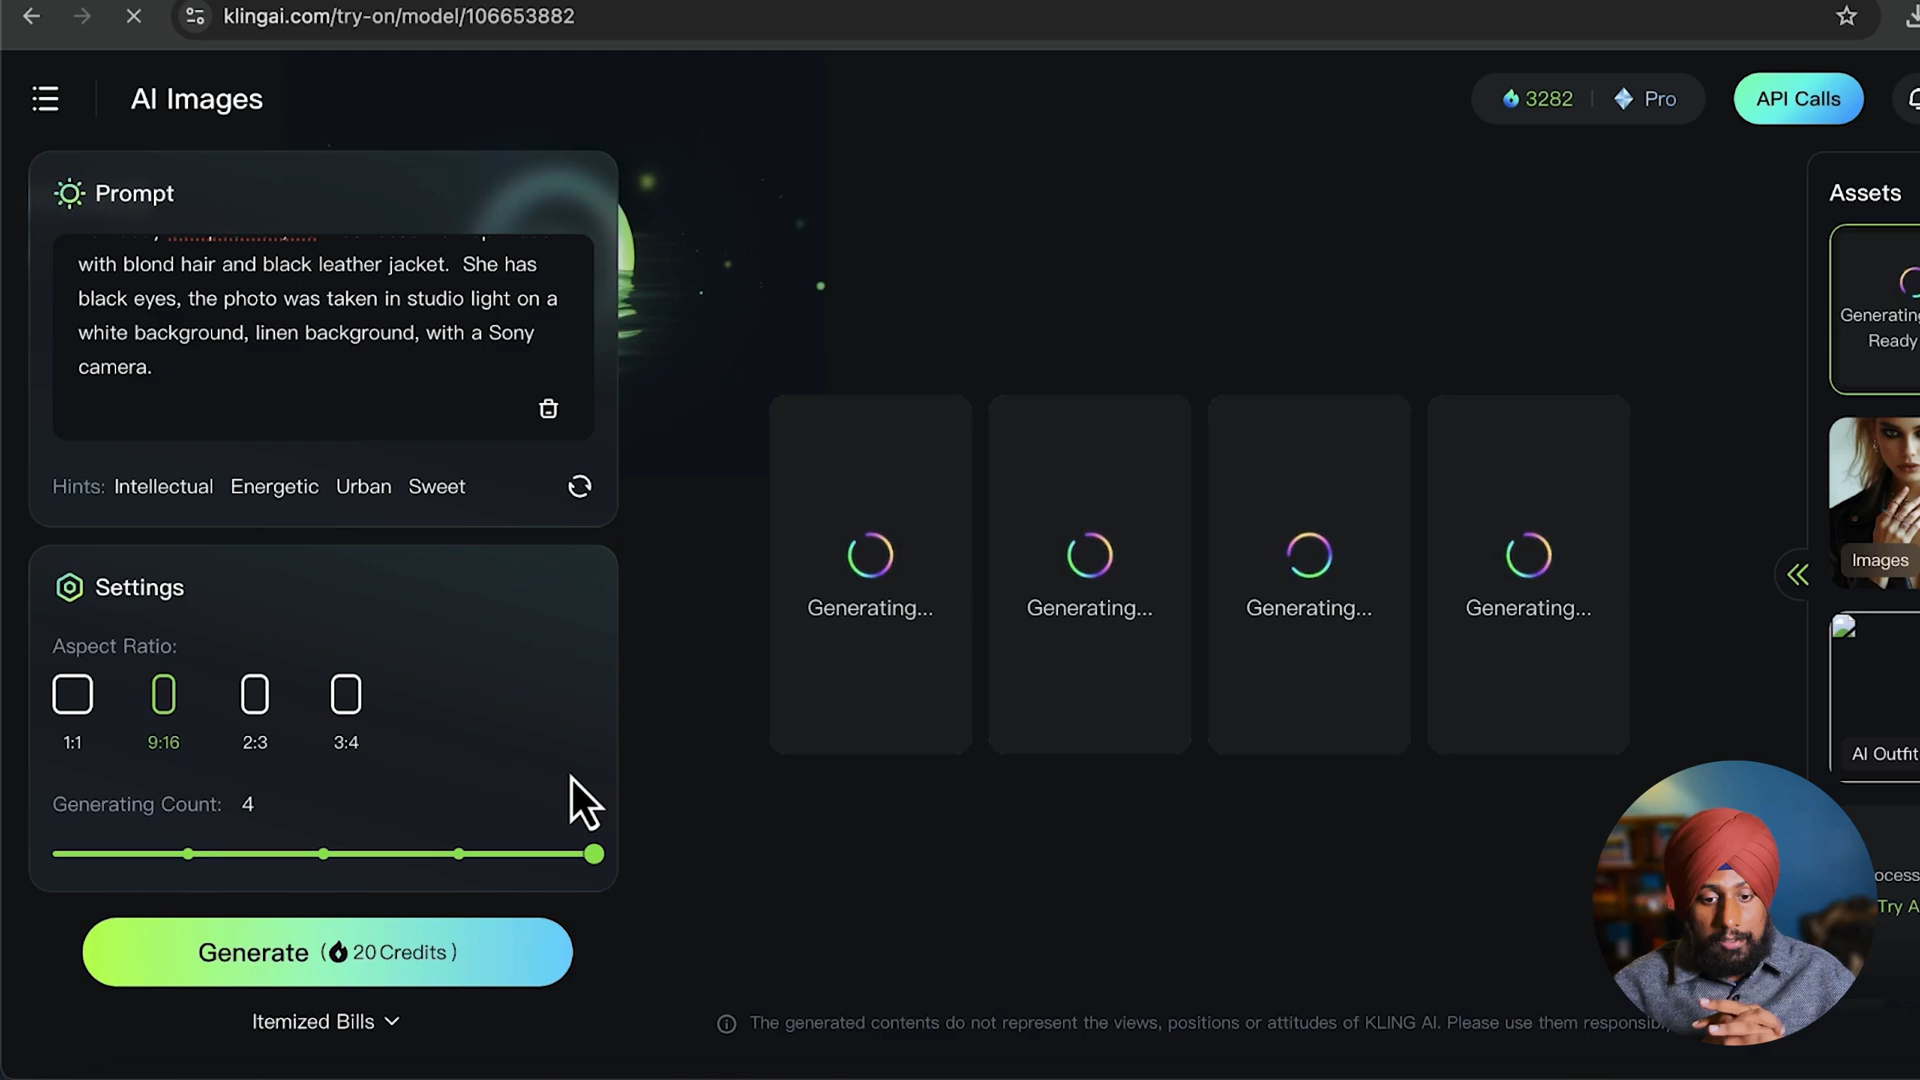 klingai.com/try-on/model/106653882
AI Images
3282
Pro
API Calls
Prompt
with blond hair and black leather jacket. She has
black eyes, the photo was taken in studio light on a
white background, linen background, with a Sony
camera.
Hints: Intellectual Energetic Urban Sweet
Settings
Aspect Ratio:
1:1 9:16 2:3 3:4
Generating Count: 4
Generate ( 20 Credits )
Itemized Bills
Generating...
Generating...
Generating...
Generating...
The generated contents do not represent the views, positions or attitudes of KLING AI. Please use them
Assets
Ready
Images
AI Outfit
Try